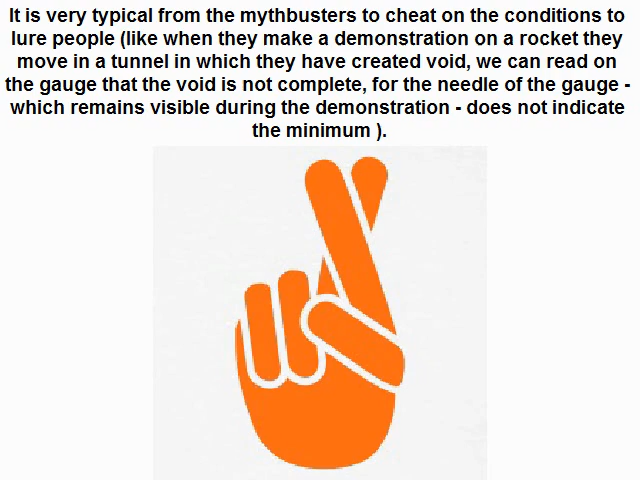 It is very typical from the mythbusters to cheat on the conditions to
lure people (like when they make a demonstration on a rocket they
move in a tunnel in which they have created void, we can read on
the gauge that the void is not complete, for the needle of the gauge -
which remains visible during the demonstration - does not indicate
the minimum ).